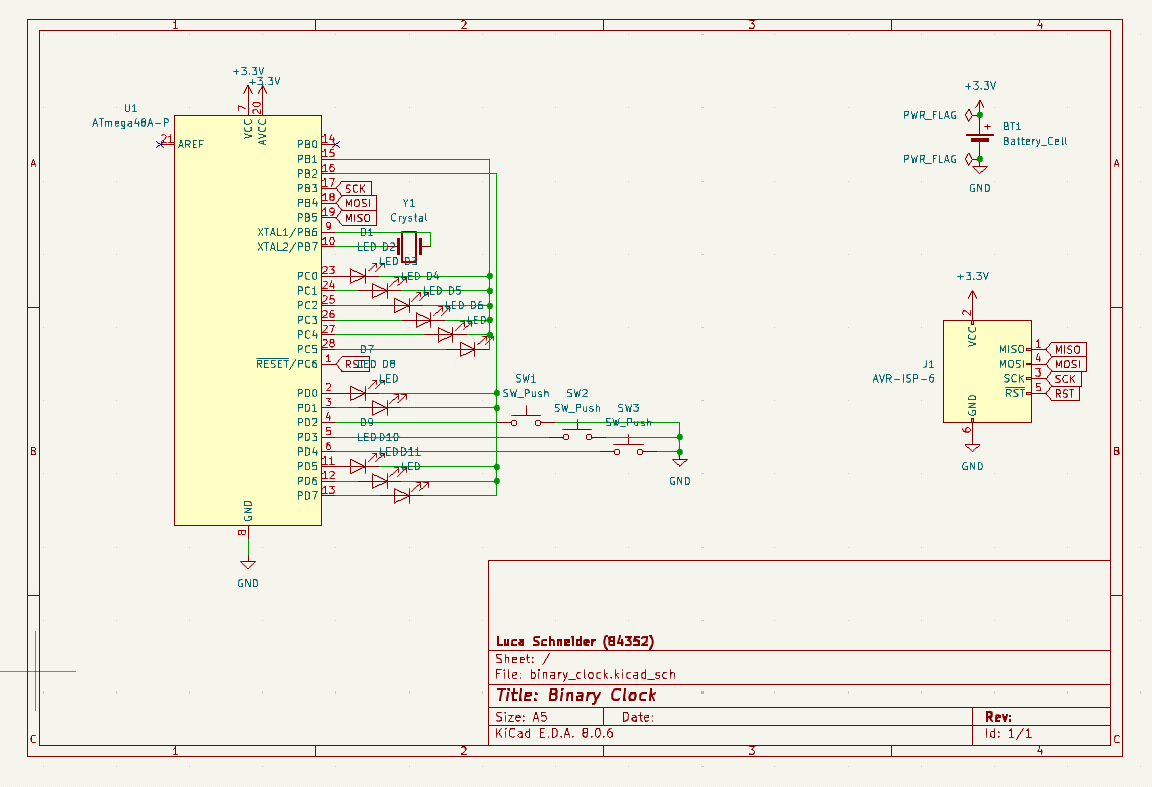 1 2 3 4
+3.3V
+3.3V
U1
ATmega48A-P
7
20
VCC
AVCC
21
AREF
PB0 14
PB1 15
PB2 16
PB3 17 SCK
PB4 18 MOSI
PB5 19 MISO
XTAL1/PB6 9
XTAL2/PB7 10
PC0 23
PC1 24
PC2 25
PC3 26
PC4 27
PC5 28
RESET/PC6 1
PD0 2
PD1 3
PD2 4
PD3 5
PD4 6
PD5 11
PD6 12
PD7 13
GND
8
GND
Y1
Crystal
D1
LED D2
LED D3
LED D4
LED D5
LED D6
LED
D7
LED D8
LED
D9
LED D10
LED D11
LED
SW1
SW_Push
SW2
SW_Push
SW3
SW_Push
GND
+3.3V
PWR_FLAG
+
BT1
Battery_Cell
PWR_FLAG
GND
+3.3V
2
VCC
J1
AVR-ISP-6
MISO 1 MISO
MOSI 4 MOSI
SCK 3 SCK
RST 5 RST
GND
6
GND
A A
B B
C C
Luca Schneider (84352)
Sheet: /
File: binary_clock.kicad_sch
Title: Binary Clock
Size: A5 Date: Rev:
KiCad E.D.A. 8.0.6 Id: 1/1
1 2 3 4